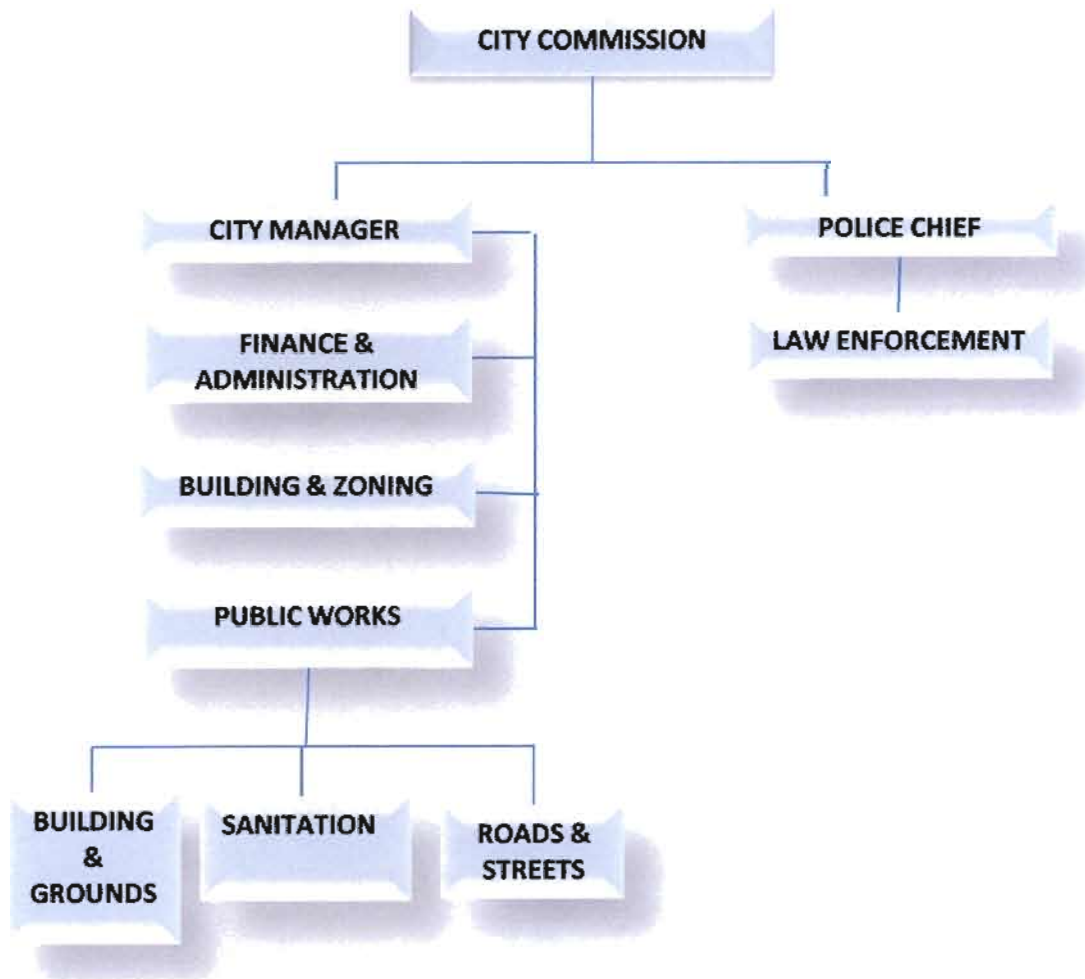 CITY COMMISSION
CITY MANAGER
POLICE CHIEF
FINANCE &
ADMINISTRATION
LAW ENFORCEMENT
BUILDING & ZONING
PUBLIC WORKS
BUILDING
&
GROUNDS
SANITATION
ROADS &
STREETS